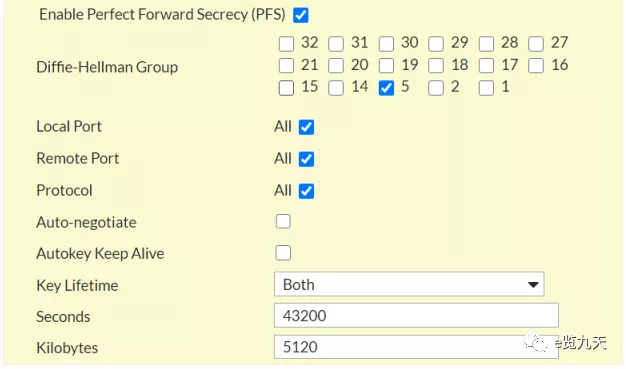 Enable Perfect Forward Secrecy (PFS)
32 31 30 29 28 27
Diffie-Hellman Group 21 20 19 18 17 16
15 14 5 2 1
Local Port All
Remote Port All
Protocol All
Auto-negotiate
Autokey Keep Alive
Key Lifetime Both
Seconds 43200
Kilobytes 5120
e览九天